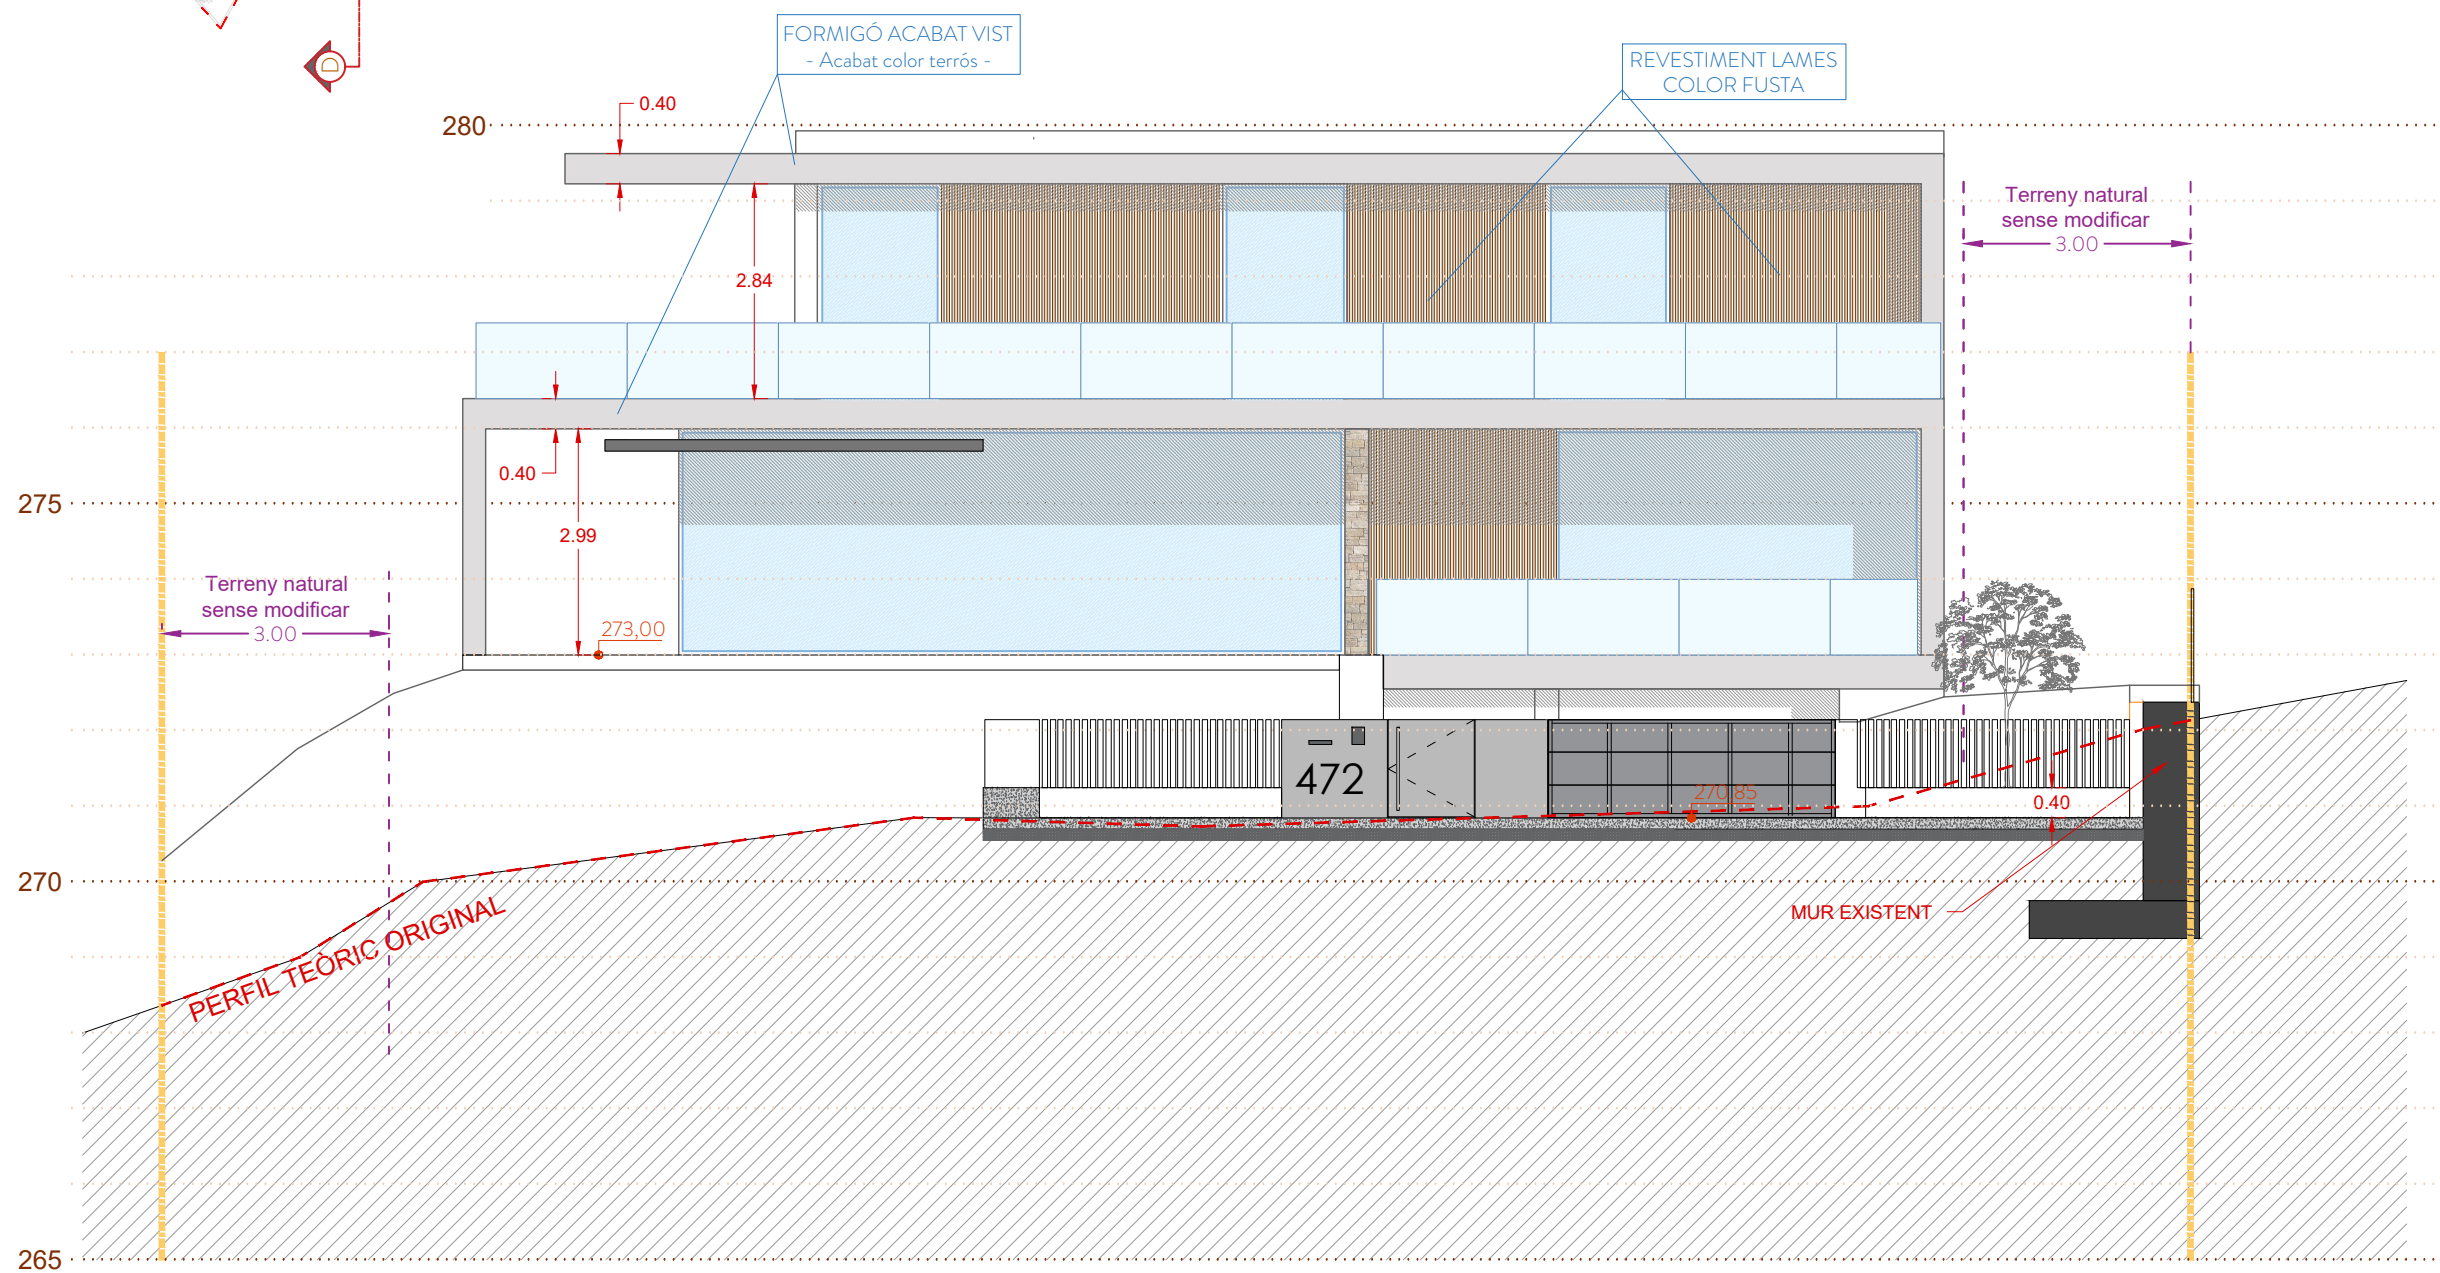 D
FORMIGÓ ACABAT VIST
- Acabat color terrós -
REVESTIMENT LAMES
COLOR FUSTA
0.40
280
Terreny natural
sense modificar
3.00
2.84
0.40
275
2.99
Terreny natural
sense modificar
3.00
273,00
472
270,85
0.40
270
PERFIL TEÒRIC ORIGINAL
MUR EXISTENT
265